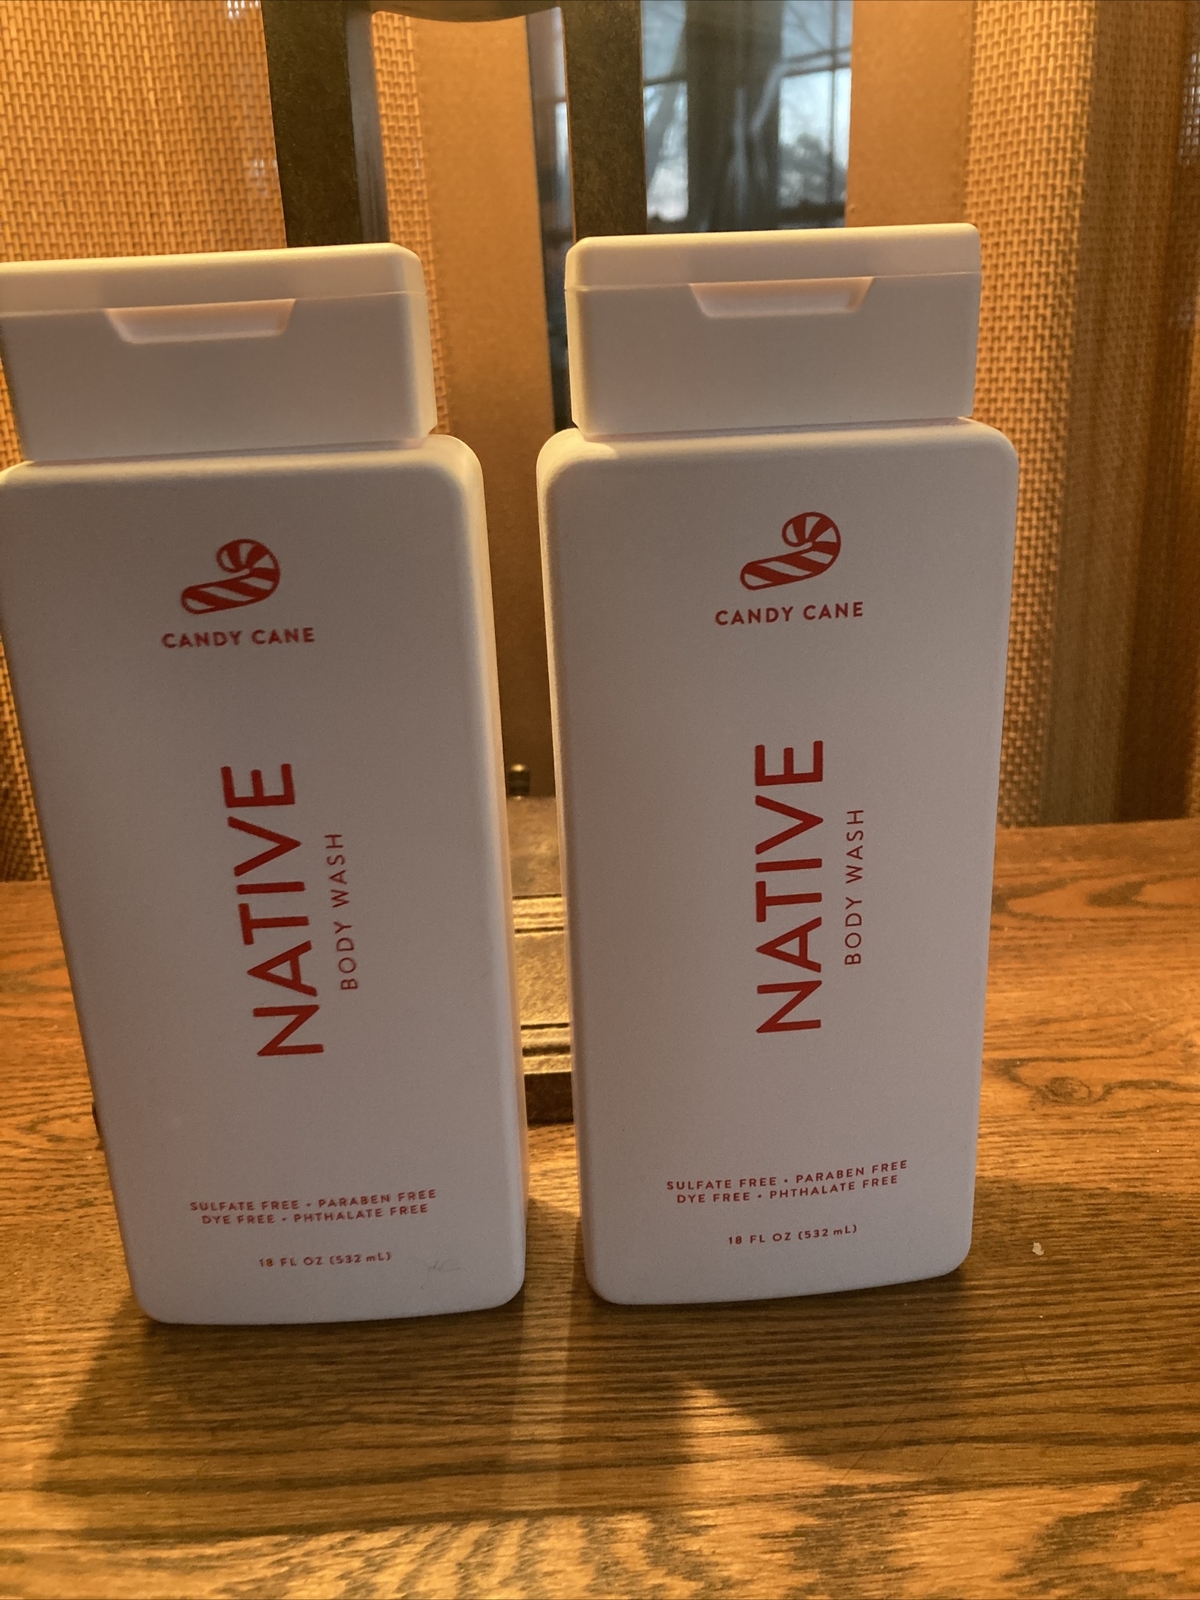 CANDY CANE
NATIVE
BODY WASH
SULFATE FREE • PARABEN FREE
DYE FREE • PHTHALATE FREE
18 FL OZ (532 mL)
CANDY CANE
NATIVE
BODY WASH
SULFATE FREE • PARABEN FREE
DYE FREE • PHTHALATE FREE
18 FL OZ (532 mL)